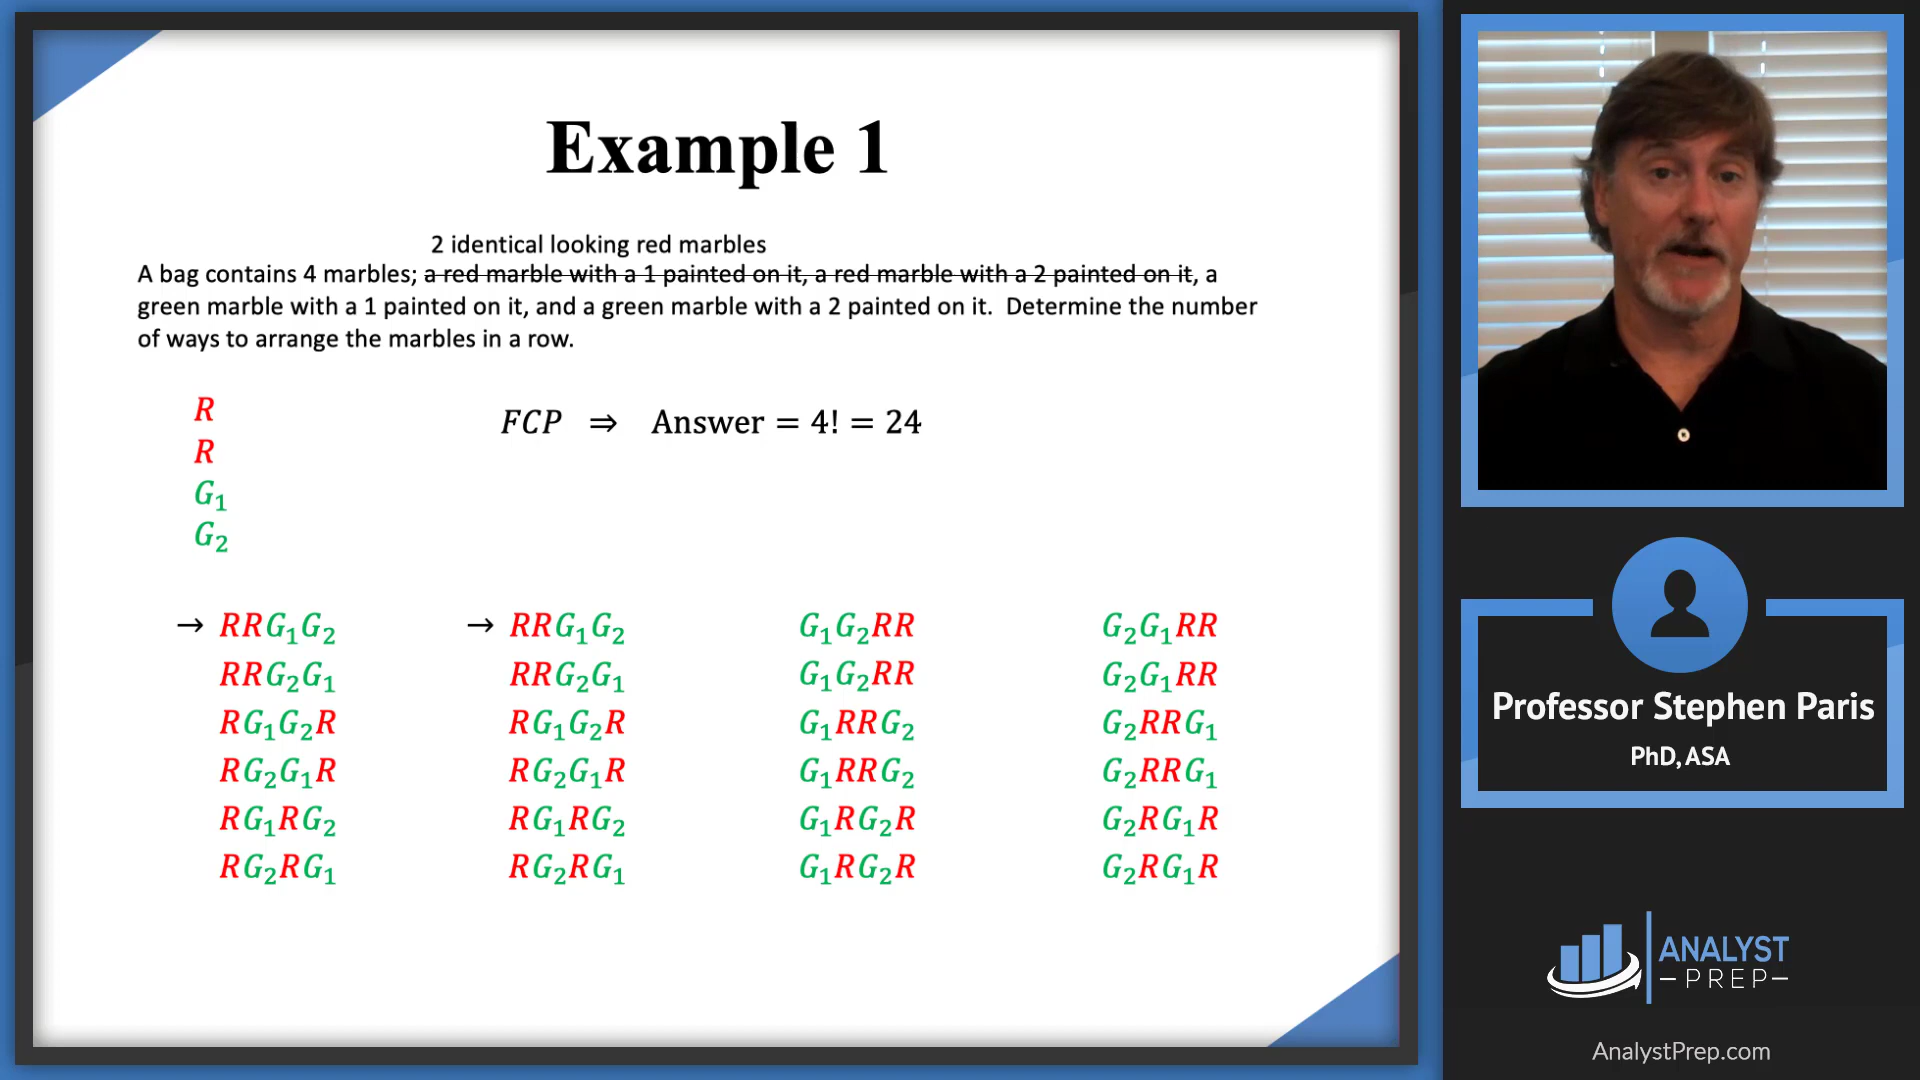 Example 1
2 identical looking red marbles
A bag contains 4 marbles; a red marble with a 1 painted on it, a red marble with a 2 painted on it, a
green marble with a 1 painted on it, and a green marble with a 2 painted on it.  Determine the number
of ways to arrange the marbles in a row.
R
FCP ⇒ Answer = 4! = 24
R
G₁
G₂
→ RRG₁G₂ → RRG₁G₂ G₁G₂RR G₂G₁RR
RRG₂G₁ RRG₂G₁ G₁G₂RR G₂G₁RR
RG₁G₂R RG₁G₂R G₁RRG₂ G₂RRG₁
RG₂G₁R RG₂G₁R G₁RRG₂ G₂RRG₁
RG₁RG₂ RG₁RG₂ G₁RG₂R G₂RG₁R
RG₂RG₁ RG₂RG₁ G₁RG₂R G₂RG₁R
Professor Stephen Paris
PhD, ASA
ANALYST
PREP
AnalystPrep.com